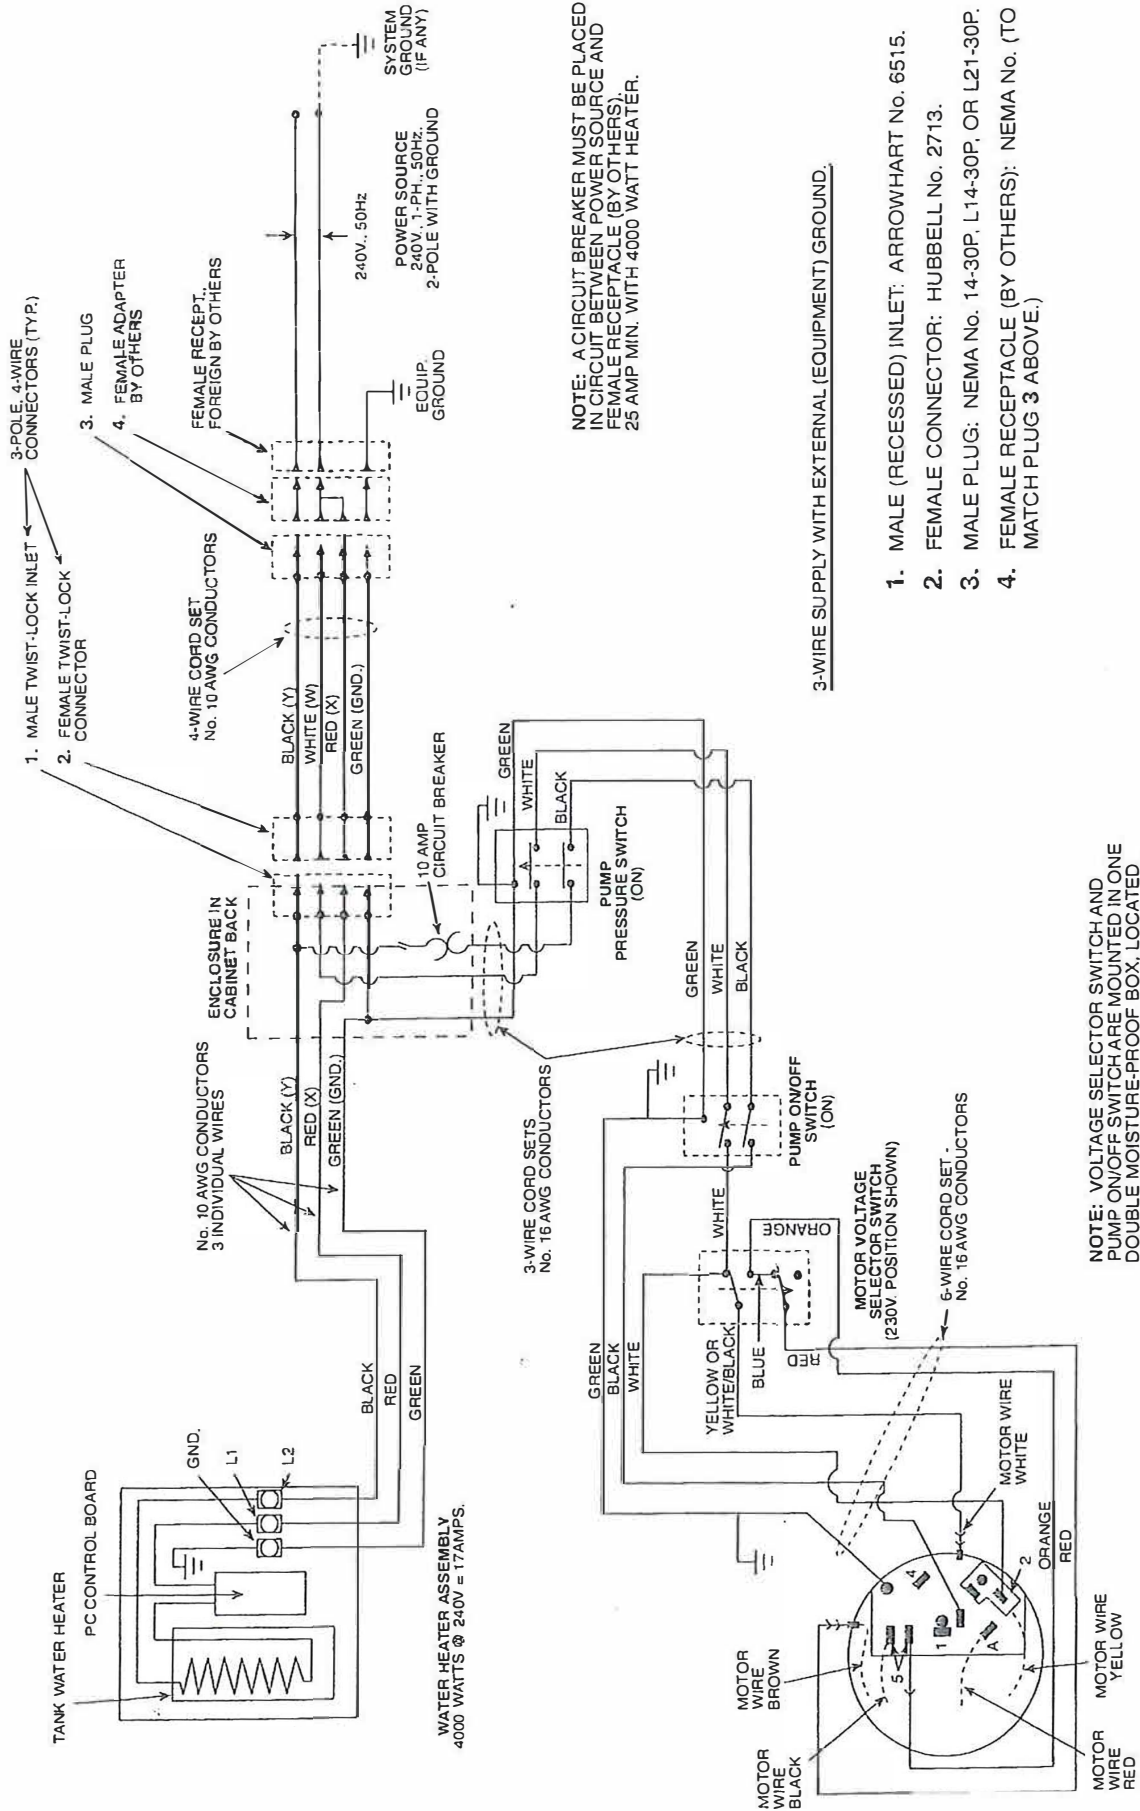 3-POLE, 4-WIRE
CONNECTORS (TYP.)
1. MALE TWIST-LOCK INLET
2. FEMALE TWIST-LOCK
CONNECTOR
3. MALE PLUG
4. FEMALE ADAPTER
BY OTHERS
FEMALE RECEPT.,
FOREIGN BY OTHERS
4-WIRE CORD SET
No. 10 AWG CONDUCTORS
BLACK (Y)
WHITE (W)
RED (X)
GREEN (GND.)
EQUIP.
GROUND
240V., 50Hz
POWER SOURCE
240V., 1-PH., 50Hz.
2-POLE WITH GROUND
SYSTEM
GROUND
(IF ANY)
ENCLOSURE IN
CABINET BACK
10 AMP
CIRCUIT BREAKER
No. 10 AWG CONDUCTORS
3 INDIVIDUAL WIRES
BLACK (Y)
RED (X)
GREEN (GND.)
TANK WATER HEATER
PC CONTROL BOARD
GND.
L1
L2
BLACK
RED
GREEN
WATER HEATER ASSEMBLY
4000 WATTS @ 240V = 17AMPS.
GREEN
WHITE
BLACK
PUMP
PRESSURE SWITCH
(ON)
3-WIRE CORD SETS
No. 16 AWG CONDUCTORS
GREEN
WHITE
BLACK
PUMP ON/OFF
SWITCH
(ON)
WHITE
ORANGE
MOTOR VOLTAGE
SELECTOR SWITCH
(230V. POSITION SHOWN)
GREEN
BLACK
WHITE
YELLOW OR
WHITE/BLACK
BLUE
RED
6-WIRE CORD SET -
No. 16 AWG CONDUCTORS
MOTOR WIRE
WHITE
ORANGE
RED
MOTOR
WIRE
BROWN
MOTOR
WIRE
BLACK
MOTOR
WIRE
RED
MOTOR WIRE
YELLOW
4
2
1
5
A
NOTE: A CIRCUIT BREAKER MUST BE PLACED
IN CIRCUIT BETWEEN POWER SOURCE AND
FEMALE RECEPTACLE (BY OTHERS).
25 AMP MIN. WITH 4000 WATT HEATER.
3-WIRE SUPPLY WITH EXTERNAL (EQUIPMENT) GROUND.
1. MALE (RECESSED) INLET: ARROWHART No. 6515.
2. FEMALE CONNECTOR: HUBBELL No. 2713.
3. MALE PLUG: NEMA No. 14-30P, L14-30P, OR L21-30P.
4. FEMALE RECEPTACLE (BY OTHERS): NEMA No. (TO
MATCH PLUG 3 ABOVE.)
NOTE: VOLTAGE SELECTOR SWITCH AND
PUMP ON/OFF SWITCH ARE MOUNTED IN ONE
DOUBLE MOISTURE-PROOF BOX, LOCATED